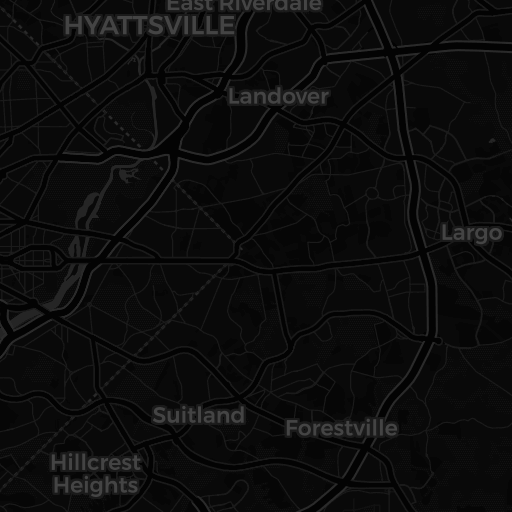 East Riverdale
HYATTSVILLE
Landover
Largo
Suitland
Forestville
Hillcrest
Heights